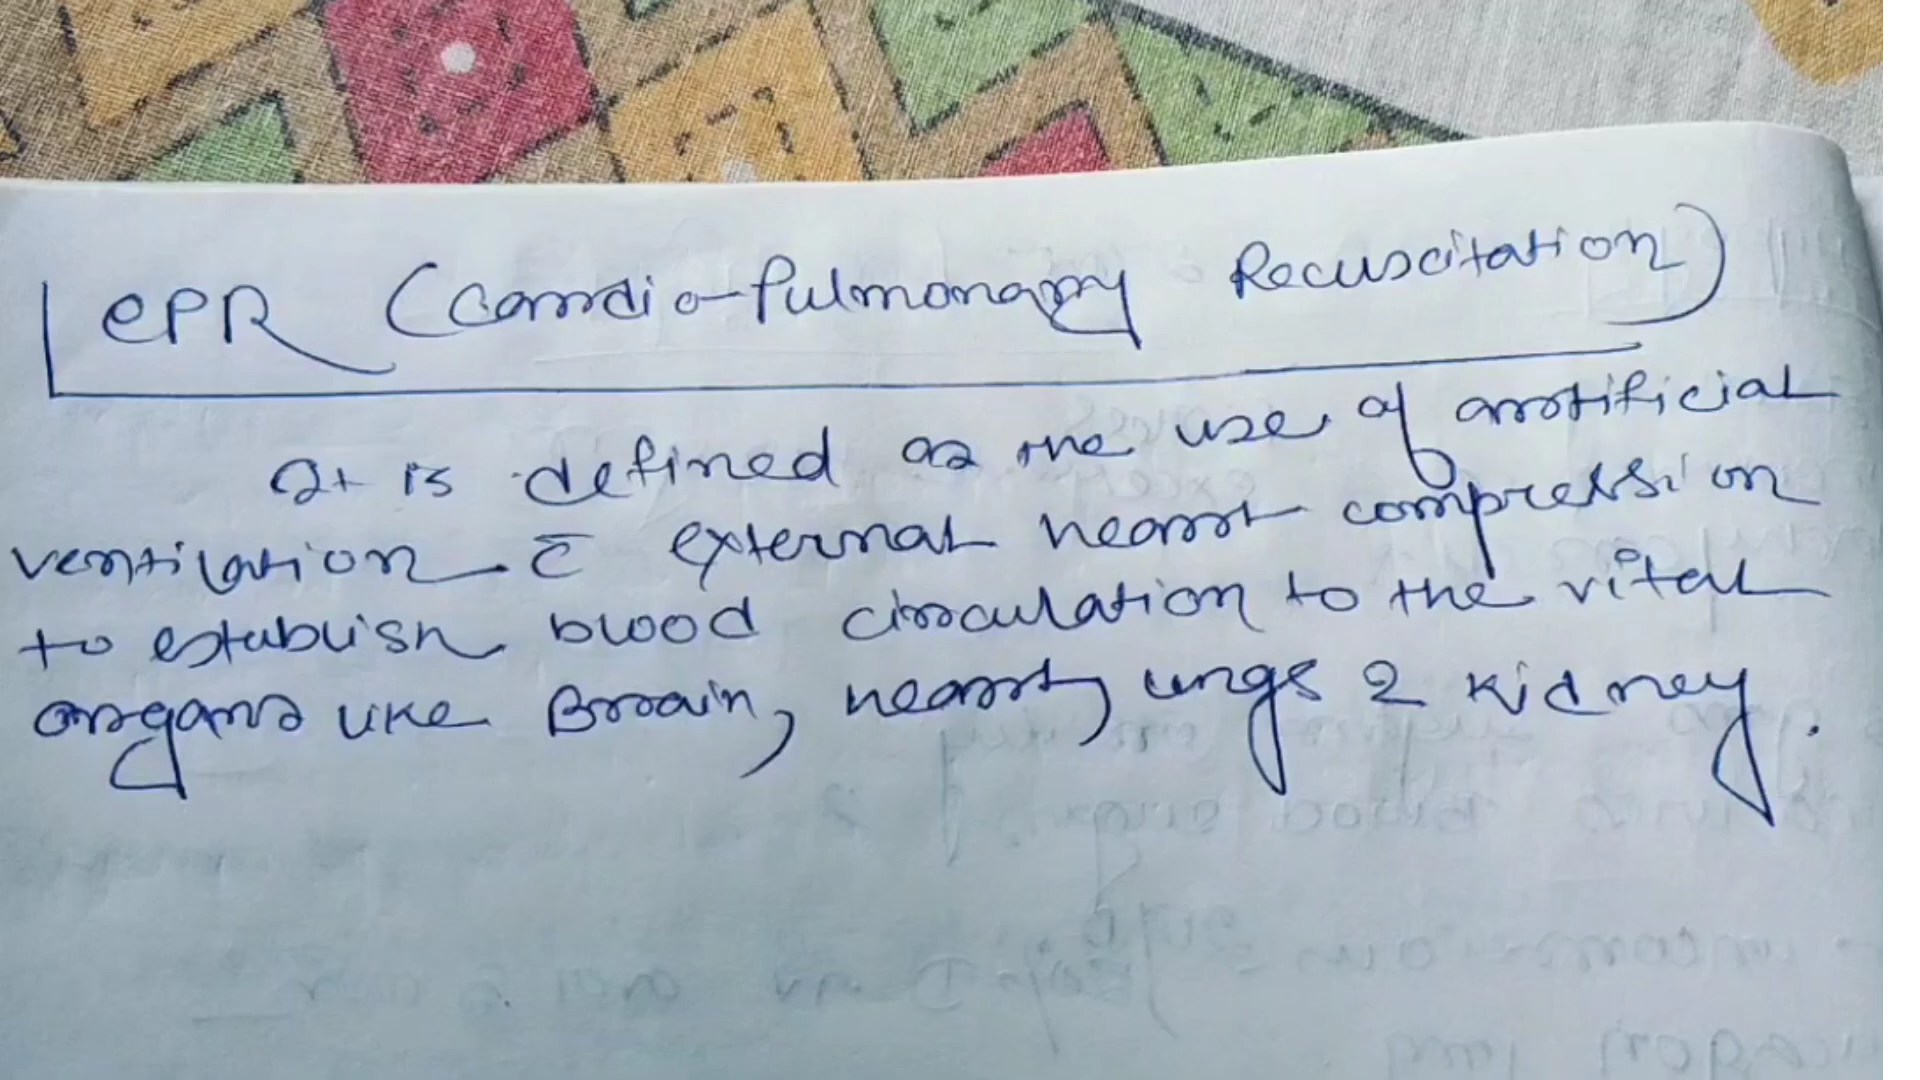 CPR (Cardio-Pulmonary Recuscitation)
It is defined as the use of artificial
ventilation c̅ external heart compression
to establish blood circulation to the vital
organs like Brain, heart, lungs & kidney.